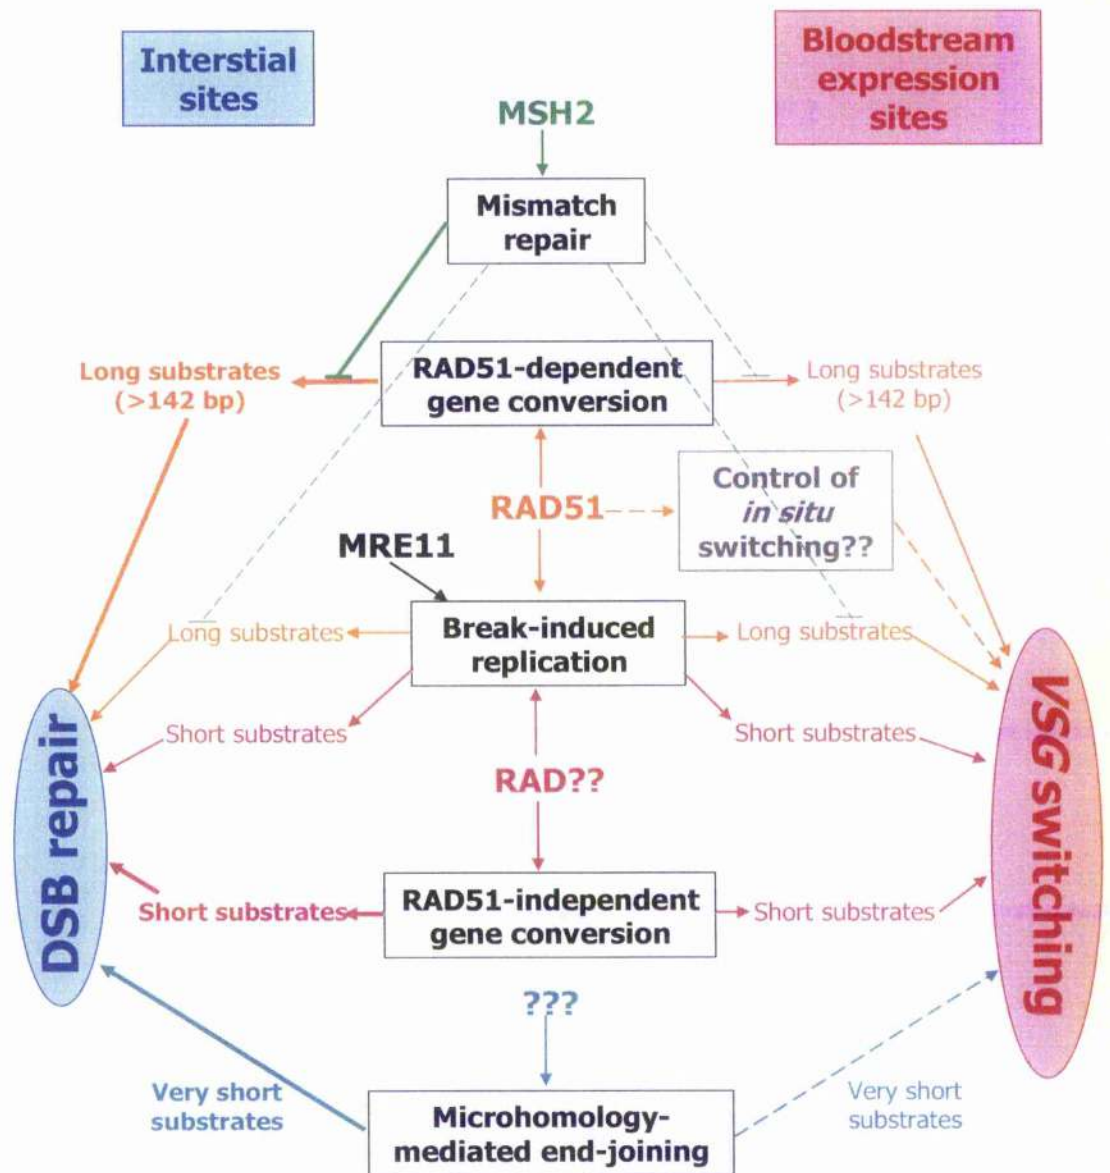 Interstial
sites
Bloodstream
expression
sites
MSH2
Mismatch
repair
Long substrates
(>142 bp)
RAD51-dependent
gene conversion
Long substrates
(>142 bp)
RAD51
Control of
in situ
switching??
MRE11
Long substrates
Break-induced
replication
Long substrates
Short substrates
Short substrates
DSB repair
RAD??
VSG switching
Short substrates
RAD51-independent
gene conversion
Short substrates
???
Very short
substrates
Microhomology-
mediated end-joining
Very short
substrates